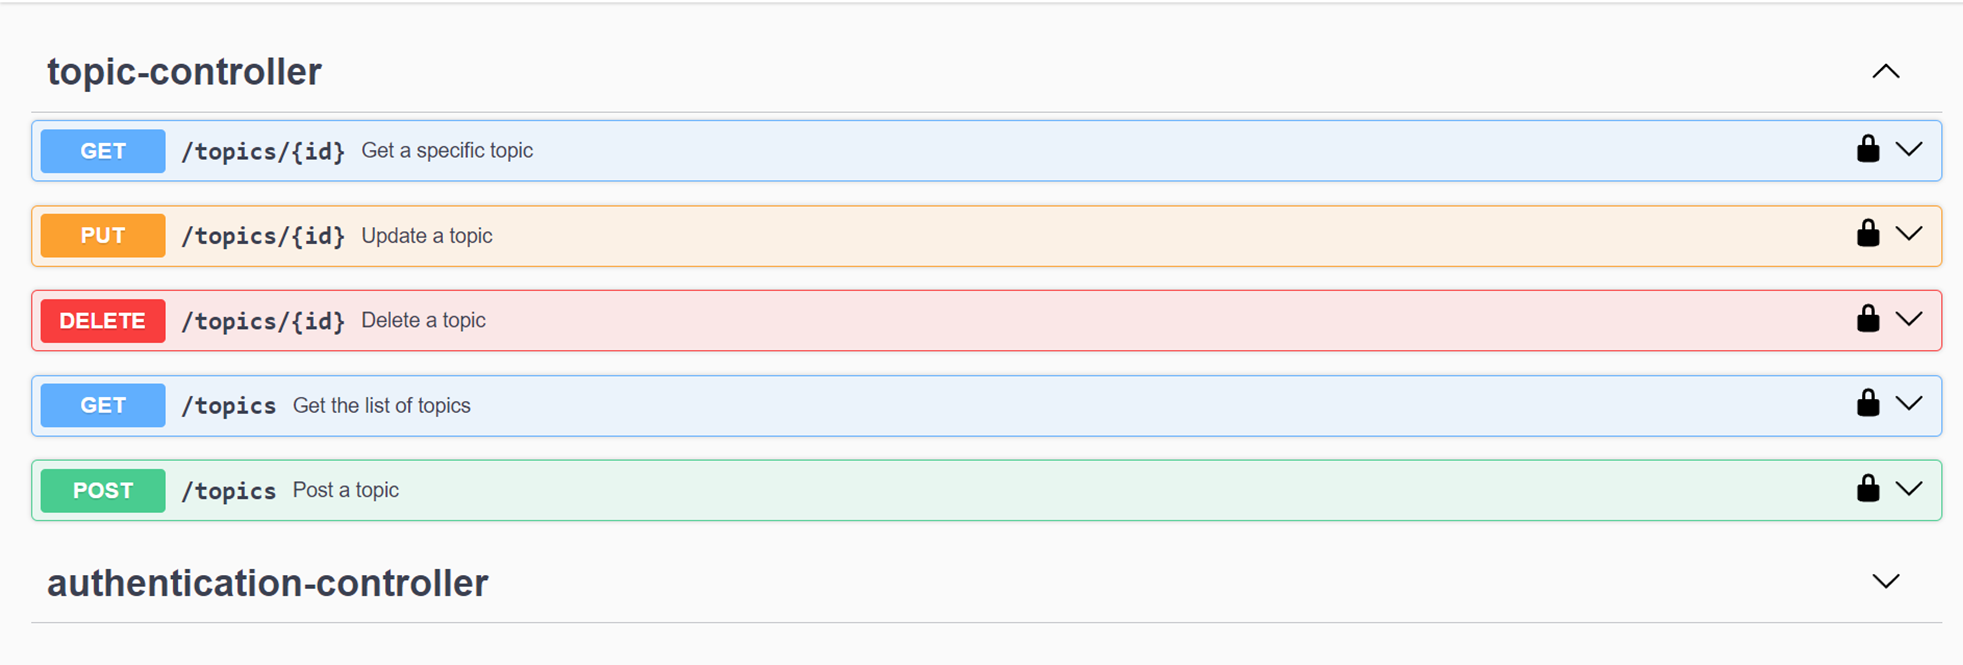 topic-controller
GET /topics/{id} Get a specific topic
PUT /topics/{id} Update a topic
DELETE /topics/{id} Delete a topic
GET /topics Get the list of topics
POST /topics Post a topic
authentication-controller